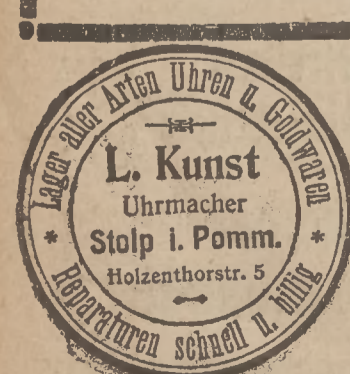 Lager aller Arten Uhren u. Goldwaren
L. Kunst
Uhrmacher
Stolp i. Pomm.
Holzenthorstr. 5
* Reparaturen schnell u. billig *